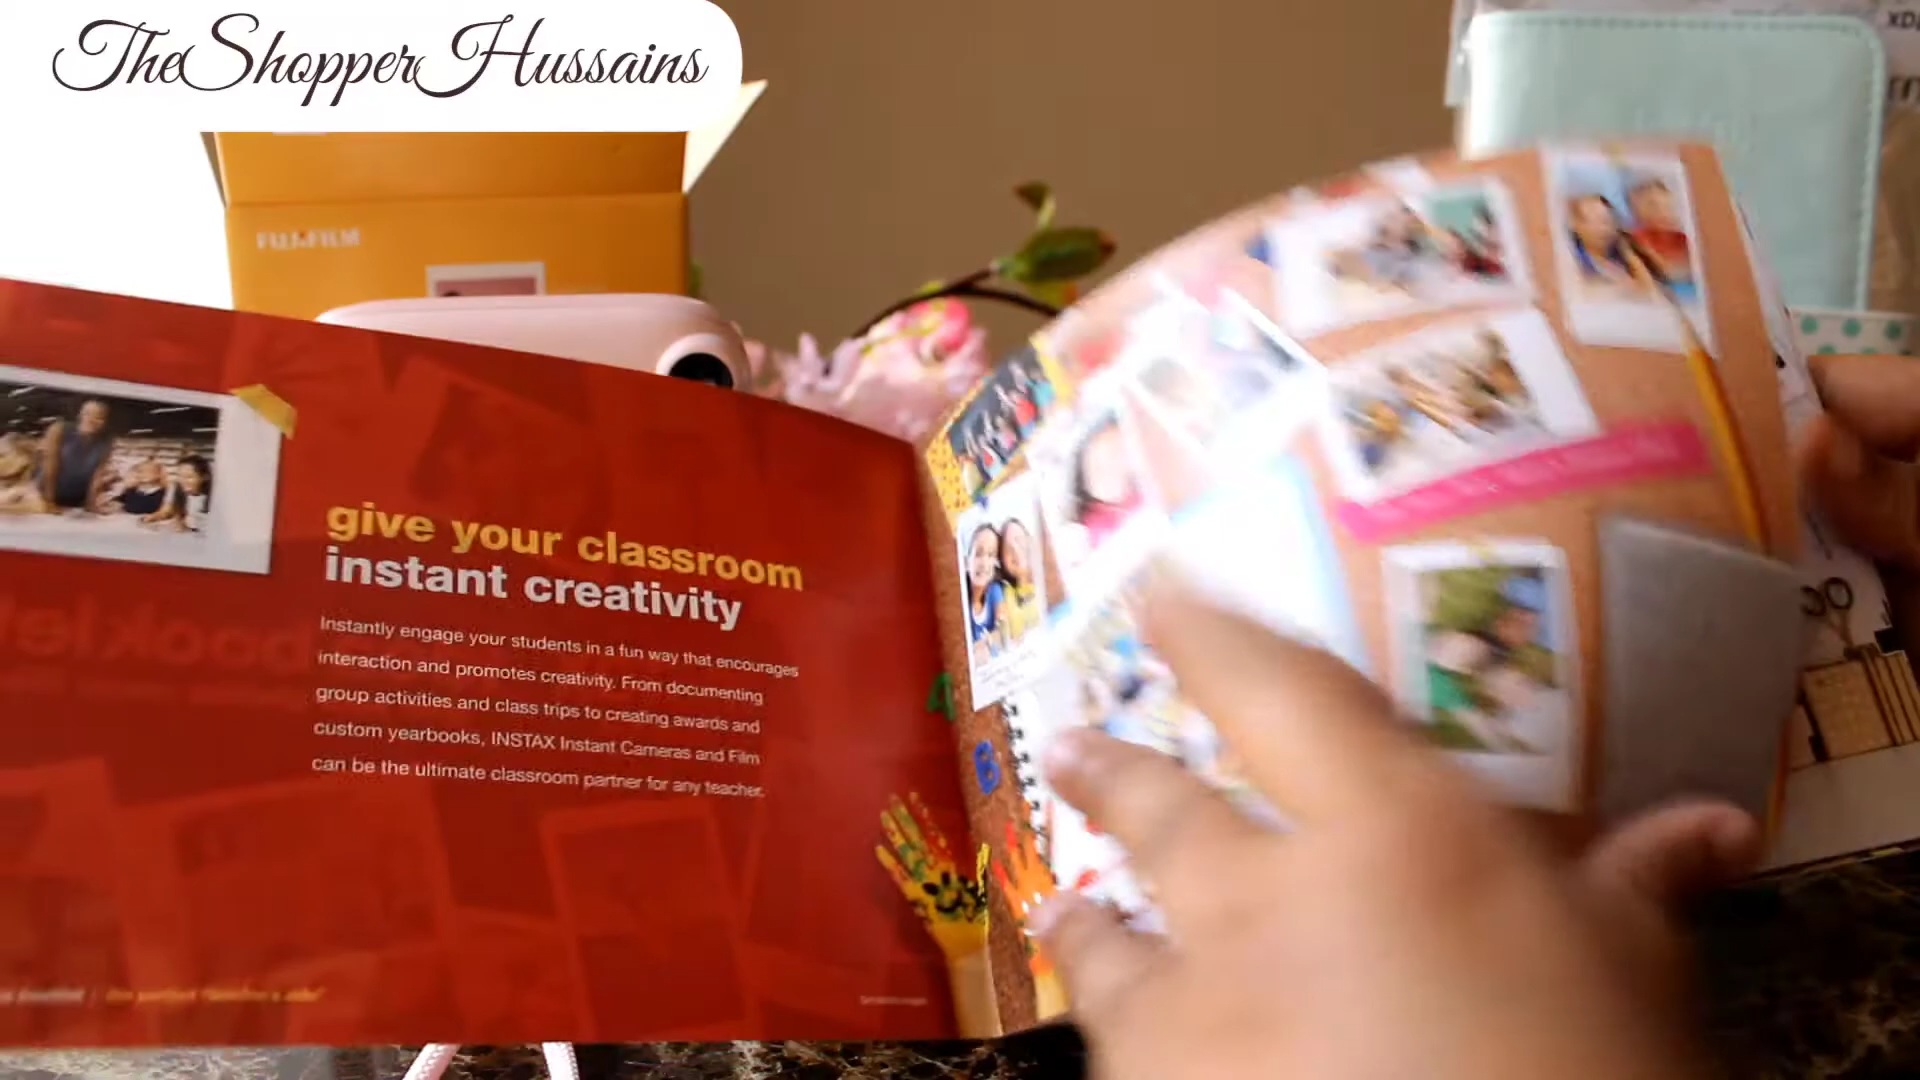 TheShopperHussains
FUJIFILM
give your classroom
instant creativity
Instantly engage your students in a fun way that encourages
interaction and promotes creativity. From documenting
group activities and class trips to creating awards and
custom yearbooks, INSTAX Instant Cameras and Film
can be the ultimate classroom partner for any teacher.
B